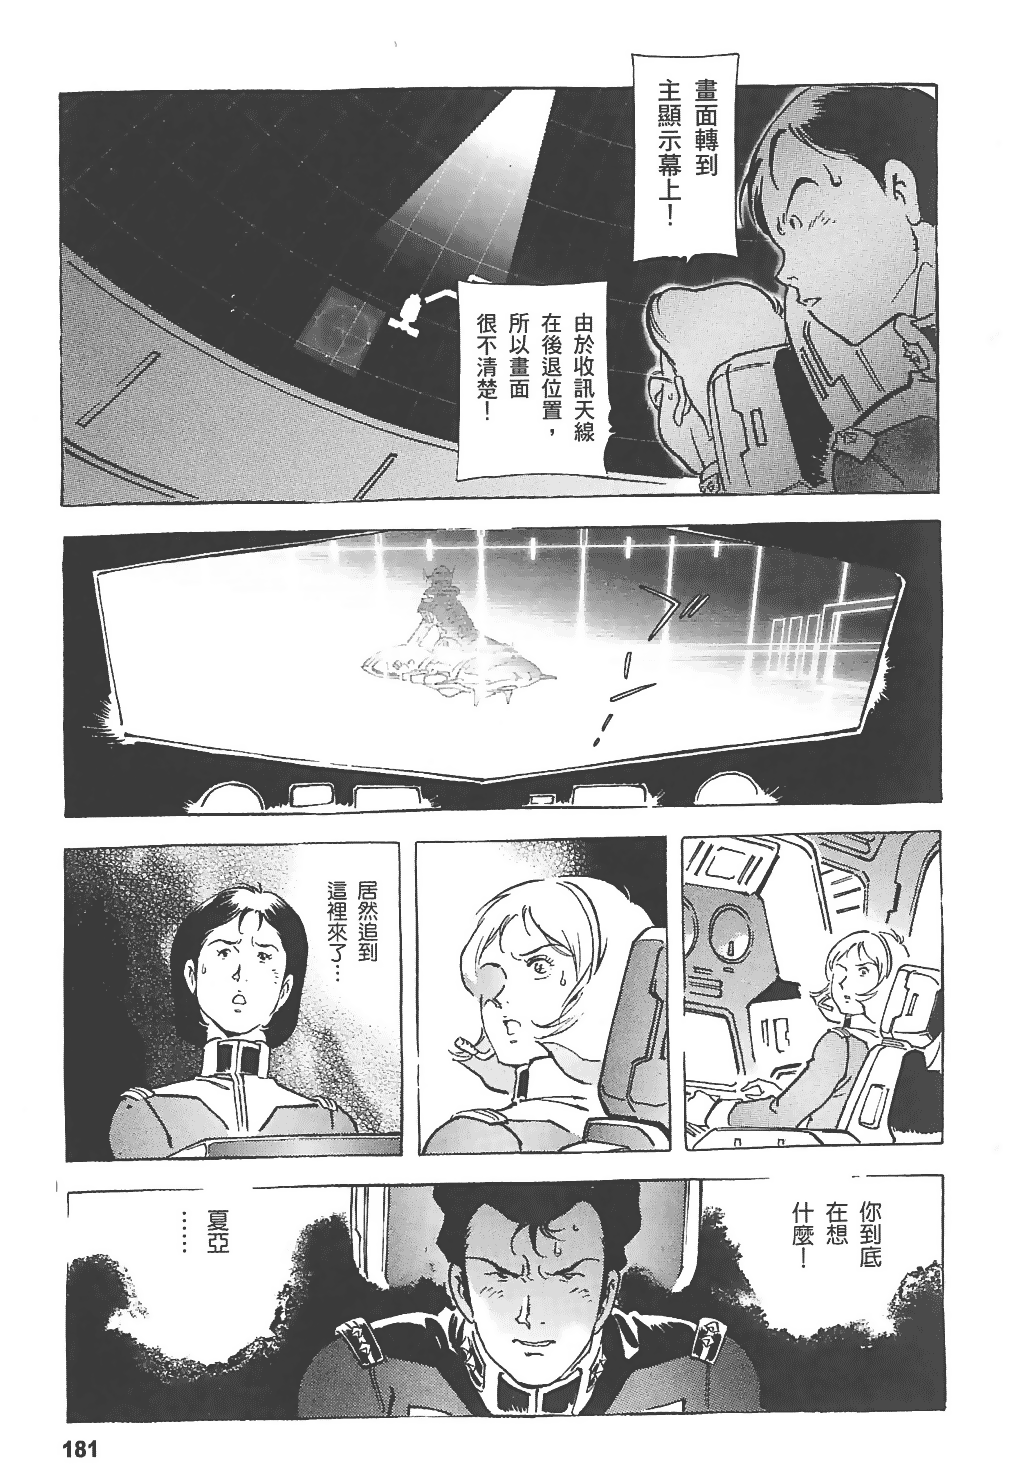 畫面轉到
主顯示幕上！
由於收訊天線
在後退位置，
所以畫面
很不清楚！
居然追到
這裡來了…
你到底
在想
什麼！
夏亞
……
181